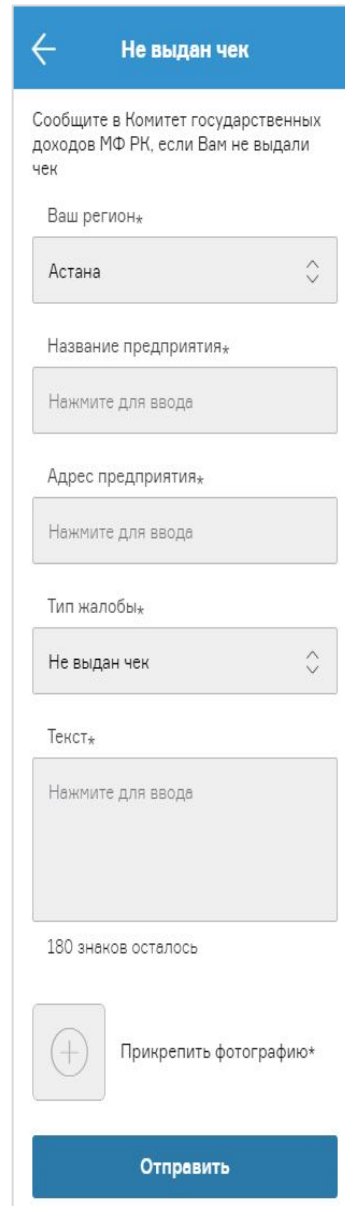 Не выдан чек
Сообщите в Комитет государственных
доходов МФ РК, если Вам не выдали
чек
Ваш регион*
Астана
Название предприятия*
Нажмите для ввода
Адрес предприятия*
Нажмите для ввода
Тип жалобы*
Не выдан чек
Текст*
Нажмите для ввода
180 знаков осталось
Прикрепить фотографию*
Отправить